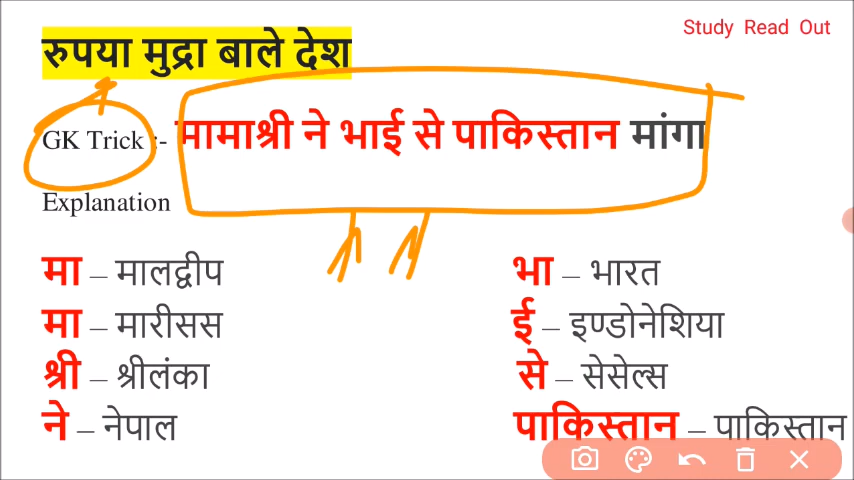 Study Read Out
रुपया मुद्रा बाले देश
GK Trick :- मामाश्री ने भाई से पाकिस्तान मांगा
Explanation
मा – मालद्वीप
मा – मारीसस
श्री – श्रीलंका
ने – नेपाल
भा – भारत
ई – इण्डोनेशिया
से – सेसेल्स
पाकिस्तान – पाकिस्तान